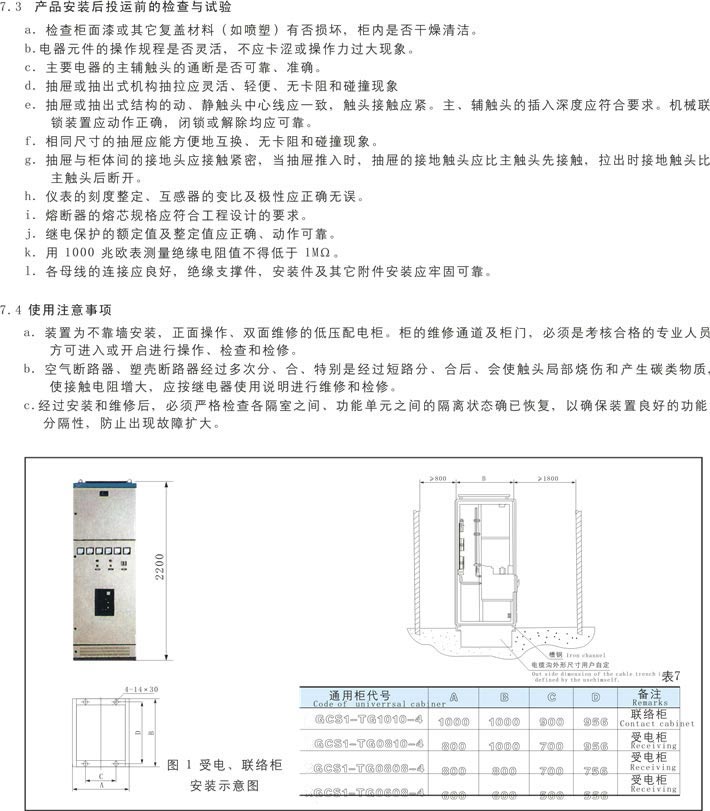 7.3 产品安装后投运前的检查与试验
a. 检查柜面漆或其它复盖材料（如喷塑）有否损坏，柜内是否干燥清洁。
b.电器元件的操作规程是否灵活，不应卡涩或操作力过大现象。
c. 主要电器的主辅触头的通断是否可靠、准确。
d. 抽屉或抽出式机构抽拉应灵活、轻便、无卡阻和碰撞现象
e. 抽屉或抽出式结构的动、静触头中心线应一致，触头接触应紧。主、辅触头的插入深度应符合要求。机械联
锁装置应动作正确，闭锁或解除均应可靠。
f. 相同尺寸的抽屉应能方便地互换、无卡阻和碰撞现象。
g. 抽屉与柜体间的接地头应接触紧密，当抽屉推入时，抽屉的接地触头应比主触头先接触，拉出时接地触头比
主触头后断开。
h. 仪表的刻度整定、互感器的变比及极性应正确无误。
i. 熔断器的熔芯规格应符合工程设计的要求。
j. 继电保护的额定值及整定值应正确、动作可靠。
k. 用 1000 兆欧表测量绝缘电阻值不得低于 1MΩ。
l. 各母线的连接应良好，绝缘支撑件，安装件及其它附件安装应牢固可靠。
7.4 使用注意事项
a. 装置为不靠墙安装，正面操作、双面维修的低压配电柜。柜的维修通道及柜门，必须是考核合格的专业人员
方可进入或开启进行操作、检查和检修。
b. 空气断路器、塑壳断路器经过多次分、合、特别是经过短路分、合后、会使触头局部烧伤和产生碳类物质，
使接触电阻增大，应按继电器使用说明进行维修和检修。
c.经过安装和维修后，必须严格检查各隔室之间、功能单元之间的隔离状态确已恢复，以确保装置良好的功能
分隔性，防止出现故障扩大。
≥800 B ≥1800
2200
槽钢 Iron channel
电缆沟外形尺寸用户自定
Out side dimension of the cable trench is
defined by the usehimself.
表7
4-14×30
D B
C
A
图 1 受电、联络柜
安装示意图
通用柜代号 A B C D 备注
Code of univerrsal cabiner Remarks
GCS1-TG1010-4 1000 1000 900 956 联络柜
Contact cabinet
GCS1-TG0810-4 800 1000 700 956 受电柜
Receiving
GCS1-TG0808-4 800 800 700 756 受电柜
Receiving
GCS1-TG0608-4 600 500 受电柜
Receiving